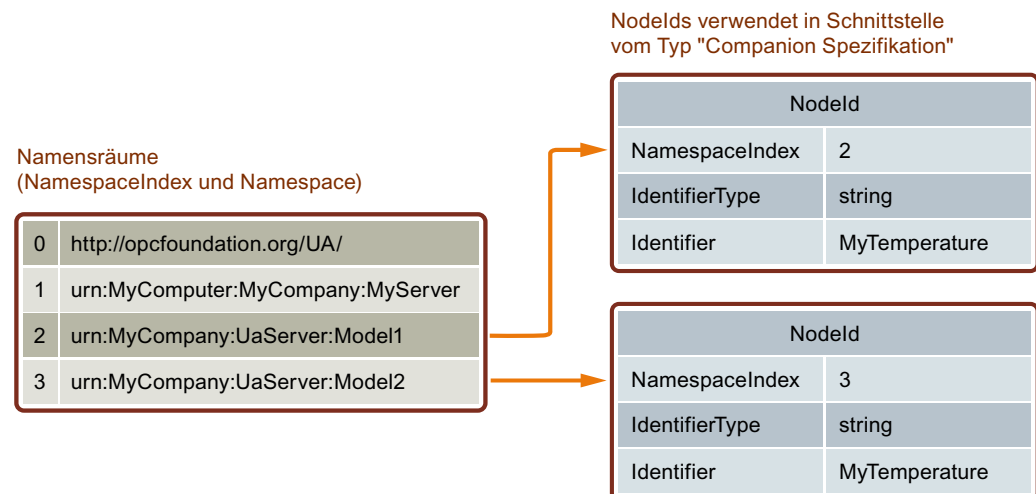 NodeIds verwendet in Schnittstelle
vom Typ "Companion Spezifikation"
Namensräume
(NamespaceIndex und Namespace)
0 http://opcfoundation.org/UA/
1 urn:MyComputer:MyCompany:MyServer
2 urn:MyCompany:UaServer:Model1
3 urn:MyCompany:UaServer:Model2
NodeId
NamespaceIndex 2
IdentifierType string
Identifier MyTemperature
NodeId
NamespaceIndex 3
IdentifierType string
Identifier MyTemperature